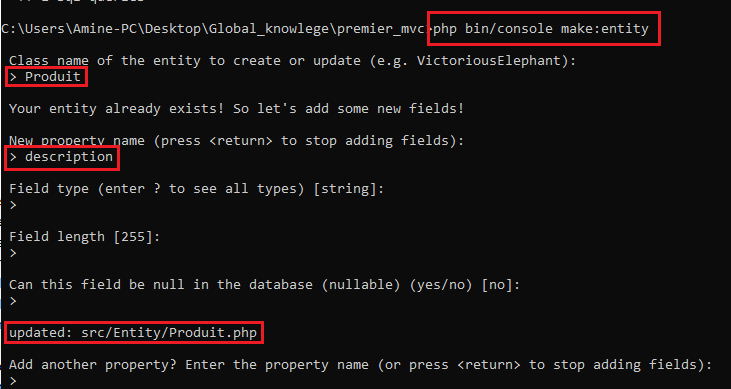 C:\Users\Amine-PC\Desktop\Global_knowlege\premier_mvc>php bin/console make:entity
Class name of the entity to create or update (e.g. VictoriousElephant):
> Produit
Your entity already exists! So let's add some new fields!
New property name (press <return> to stop adding fields):
> description
Field type (enter ? to see all types) [string]:
>
Field length [255]:
>
Can this field be null in the database (nullable) (yes/no) [no]:
>
updated: src/Entity/Produit.php
Add another property? Enter the property name (or press <return> to stop adding fields):
>